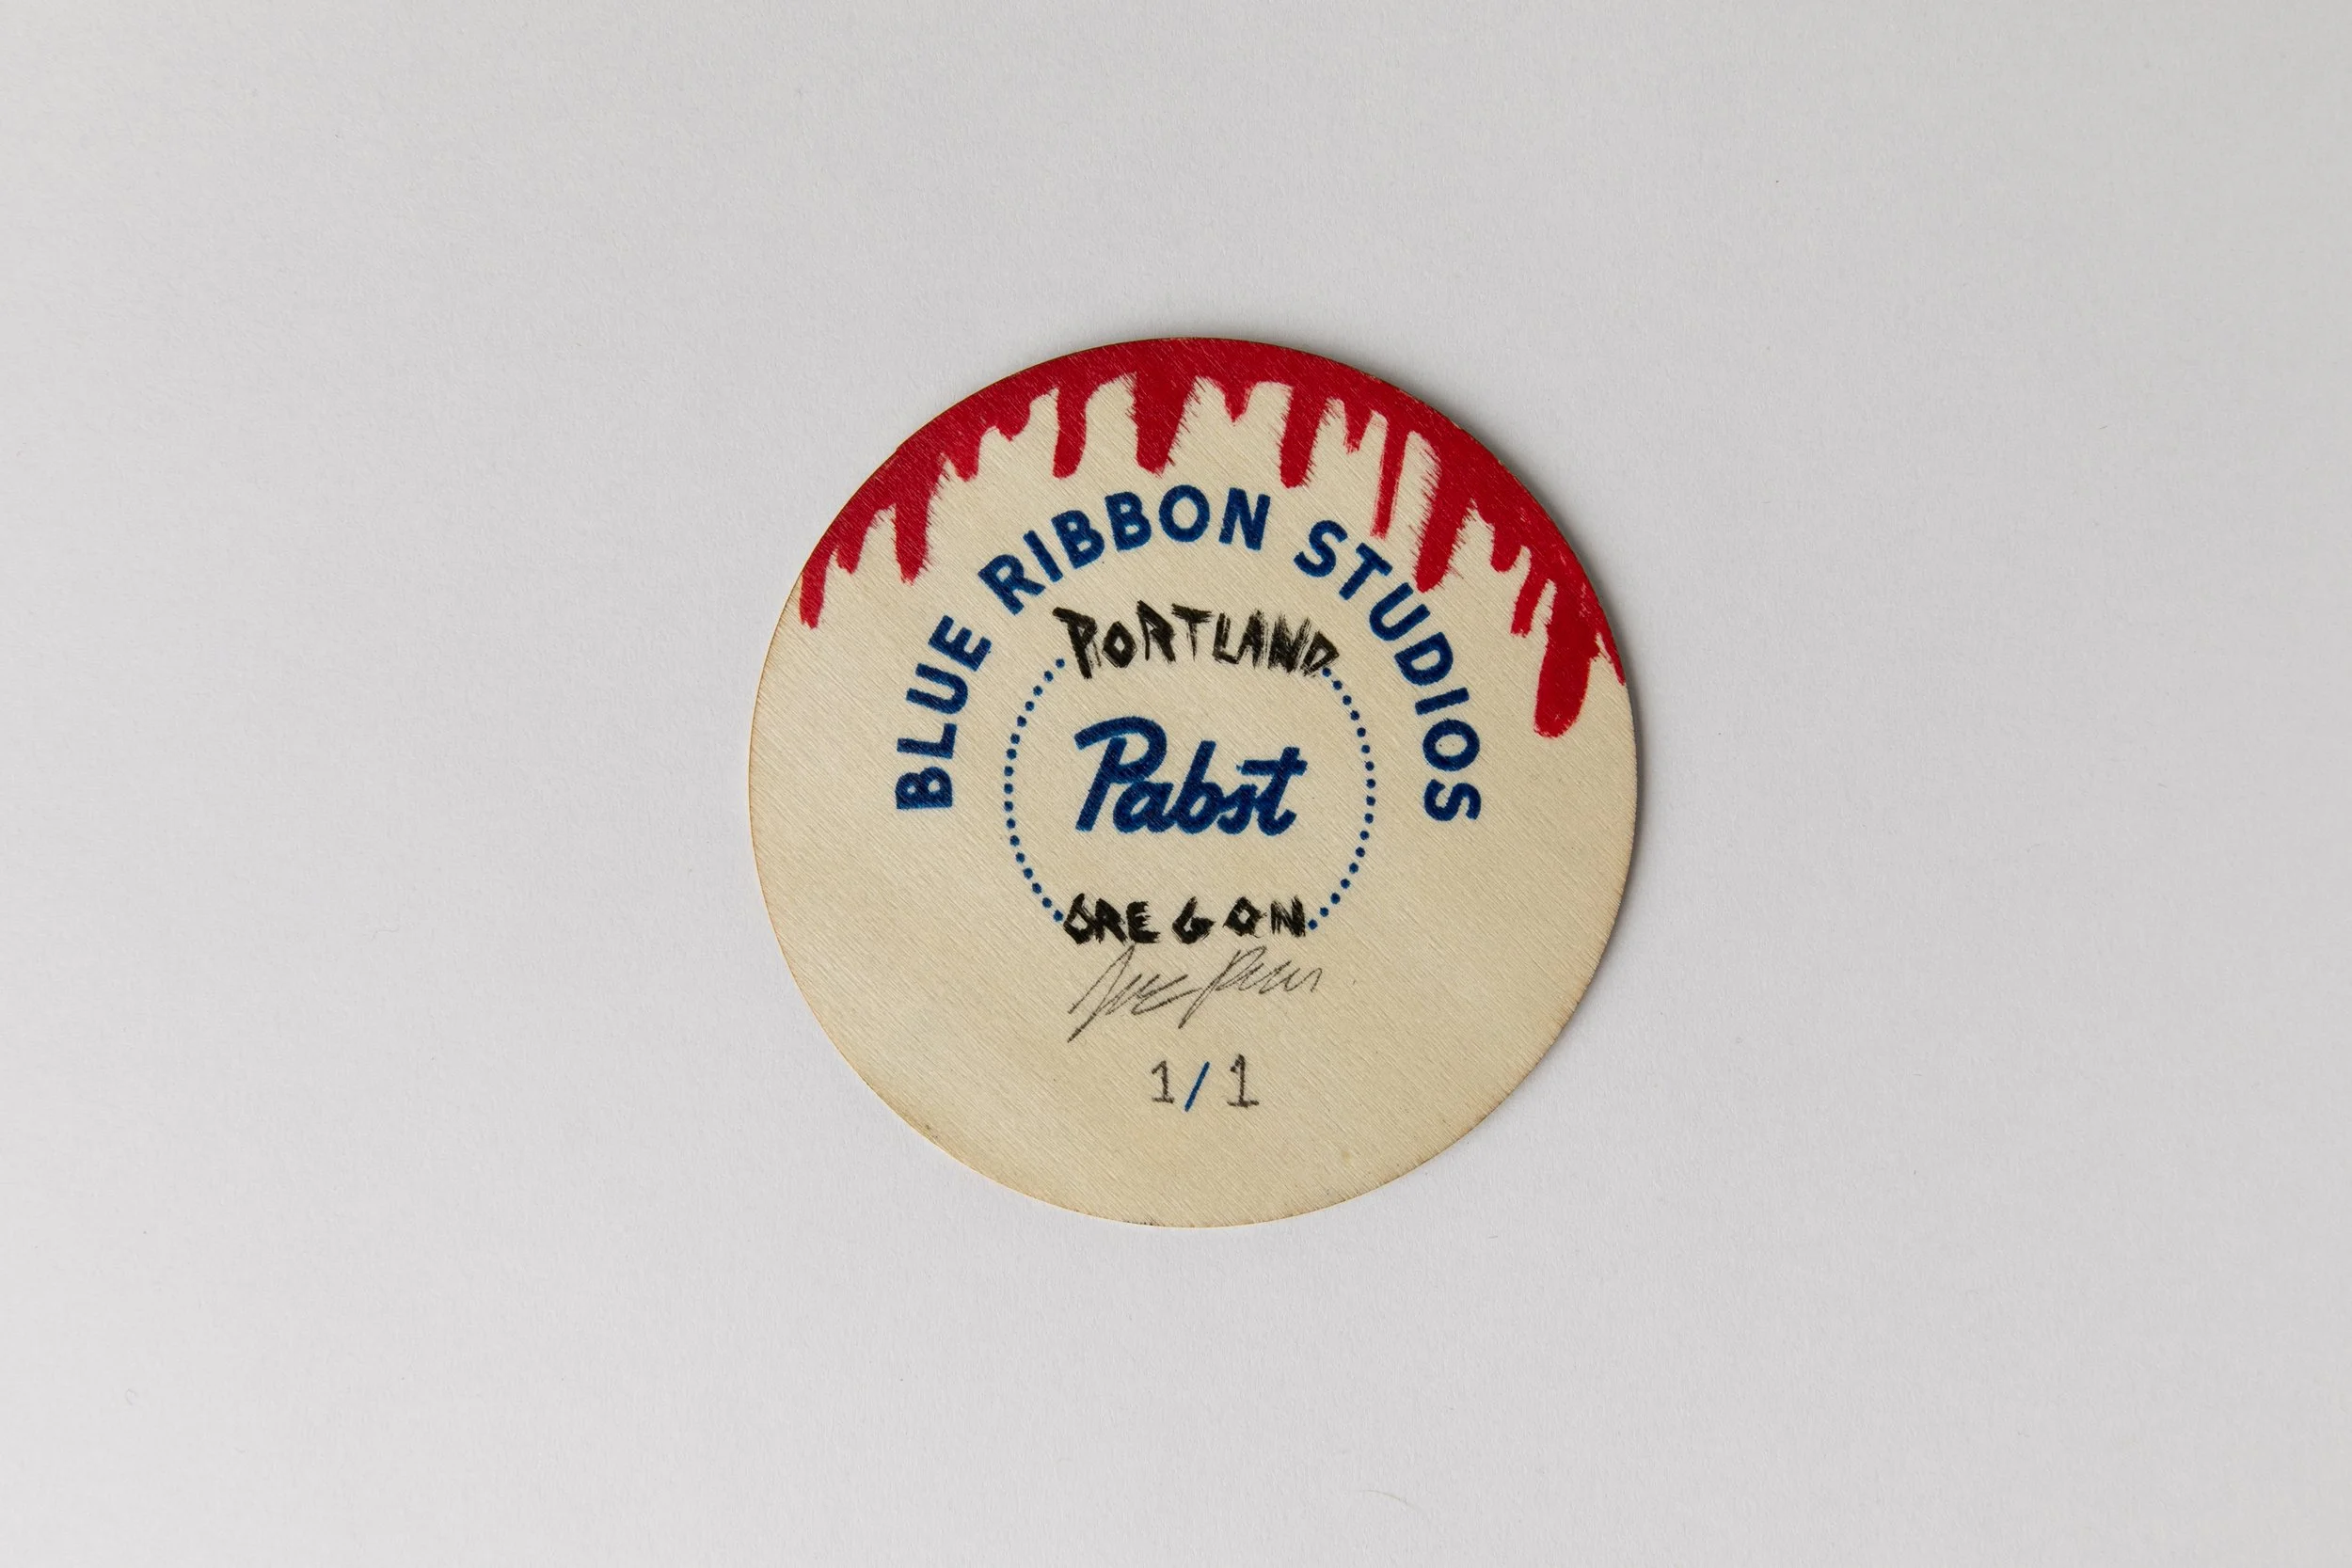 BLUE RIBBON STUDIOS
PORTLAND
Pabst
OREGON
1/1